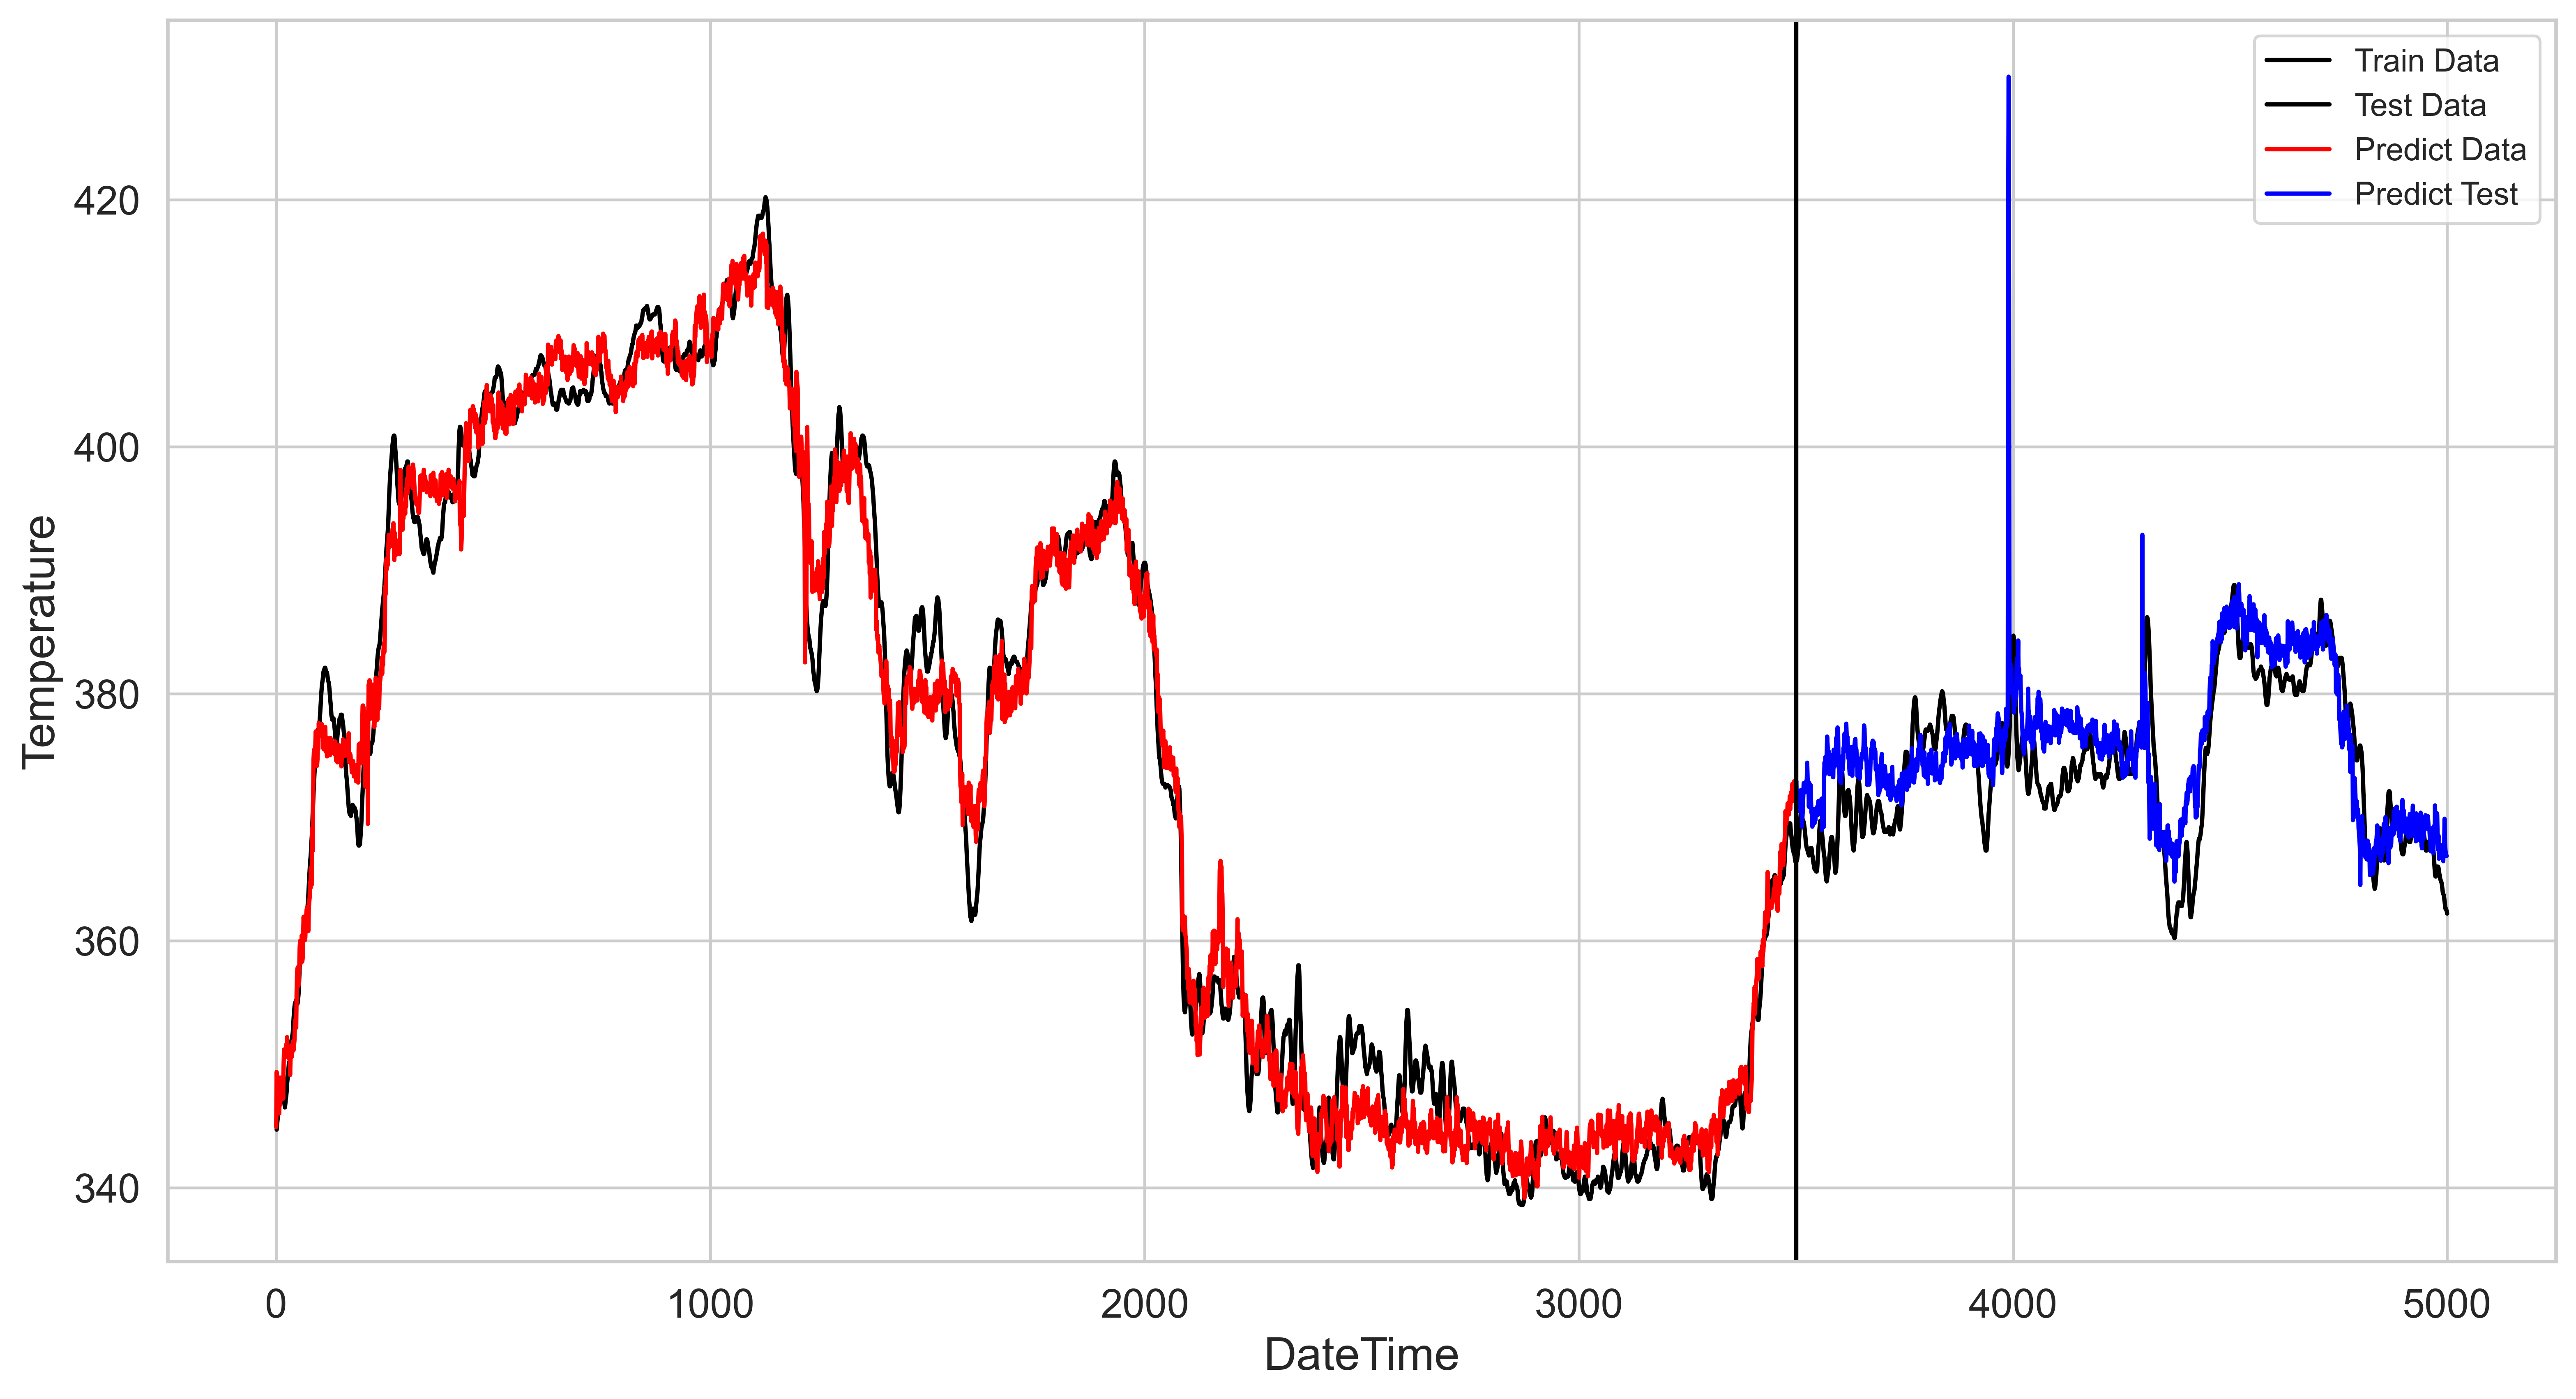 Train Data
Test Data
Predict Data
Predict Test
420
400
380
360
340
Temperature
0 1000 2000 3000 4000 5000
DateTime